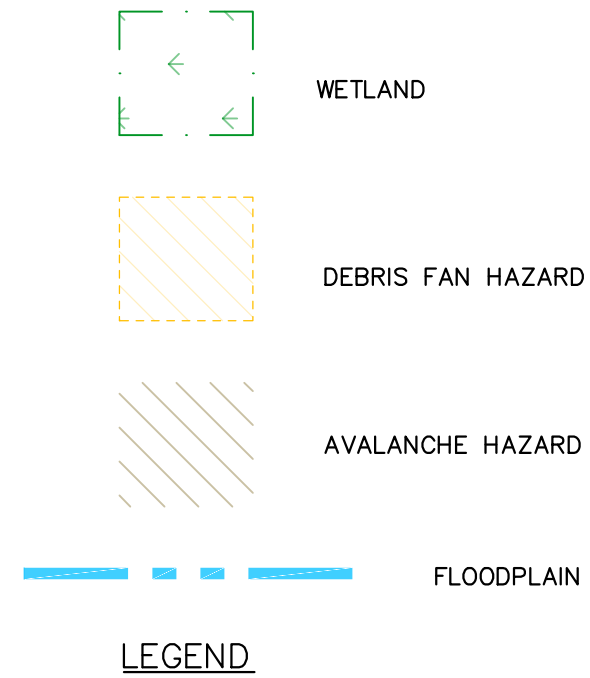 WETLAND
DEBRIS FAN HAZARD
AVALANCHE HAZARD
FLOODPLAIN
LEGEND